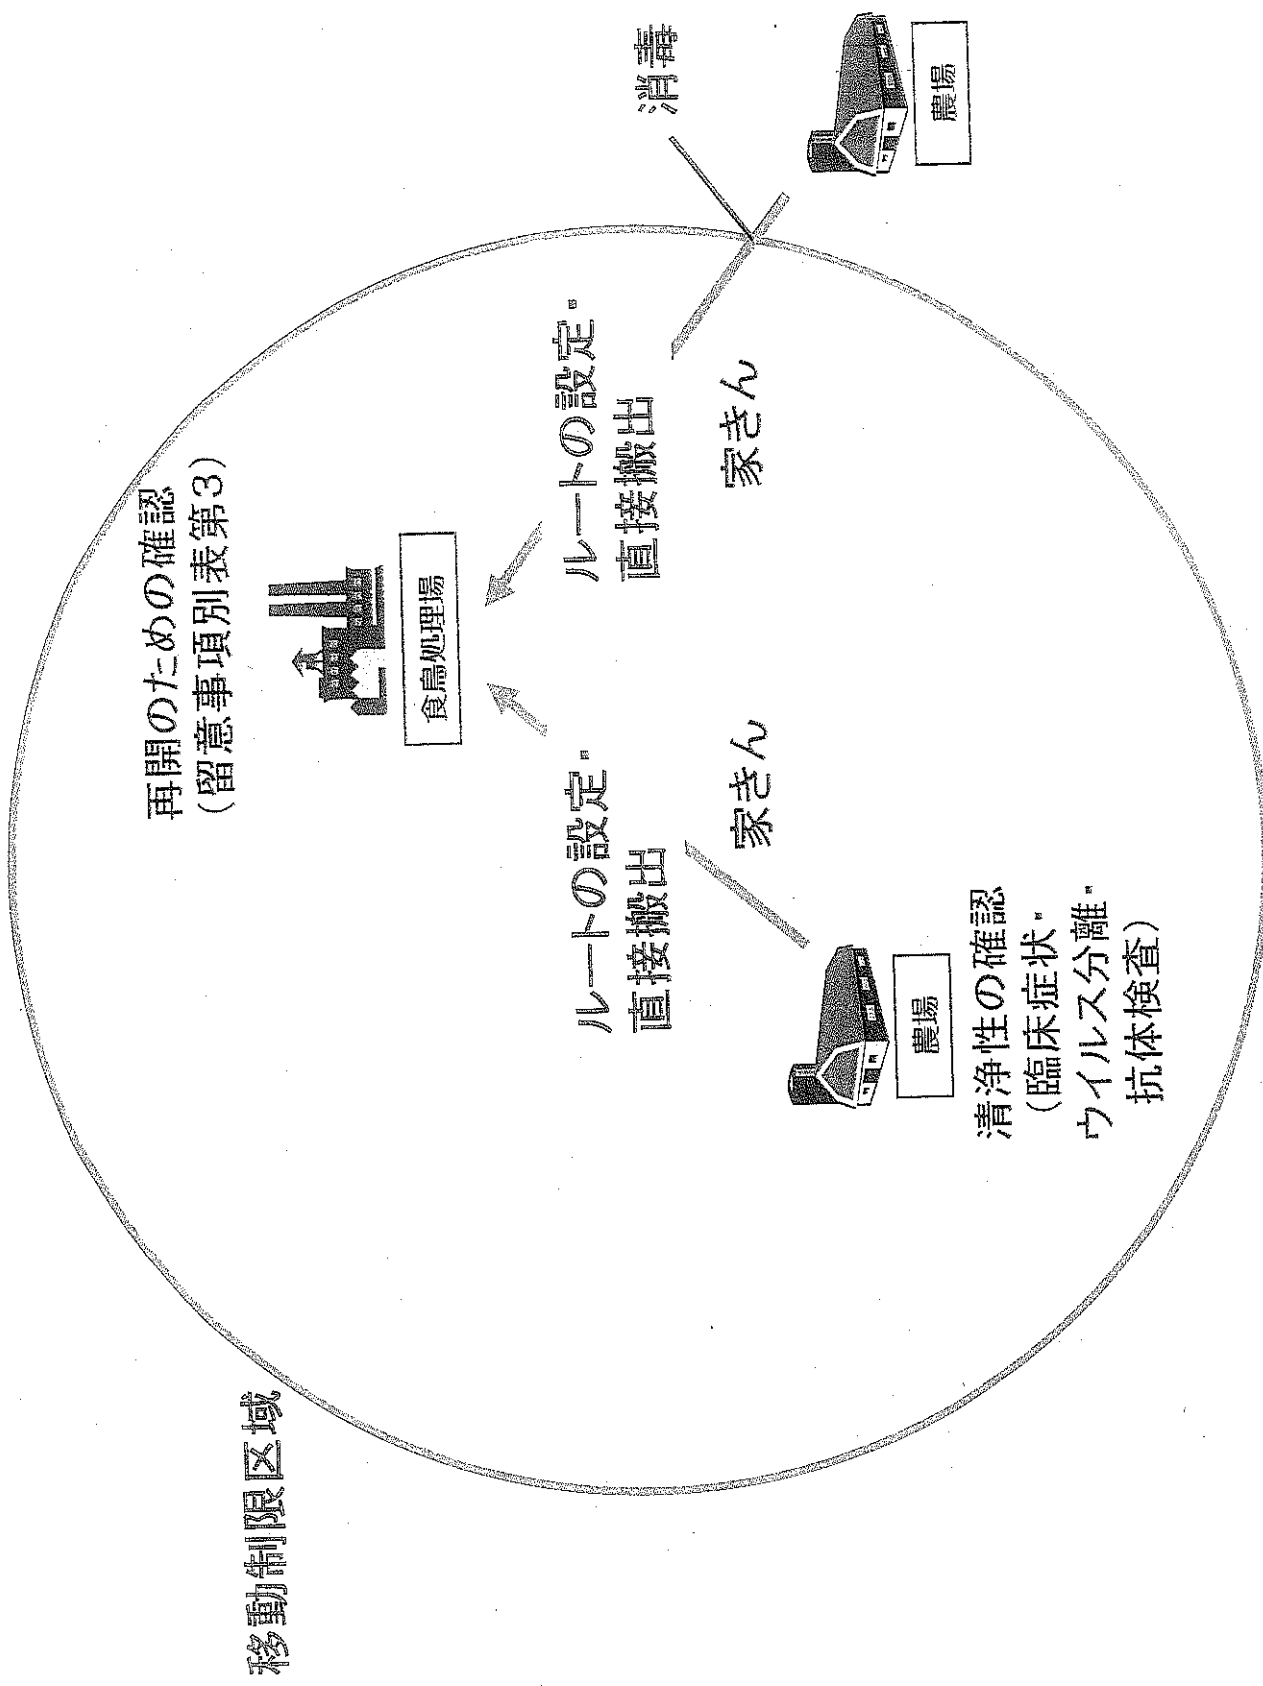 移動制限区域
再開のための確認
(留意事項別表第3)
食鳥処理場
ルートの設定・
直接搬出
家きん
ルートの設定・
直接搬出
家きん
消毒
農場
農場
清浄性の確認
(臨床症状・
ウイルス分離・
抗体検査)